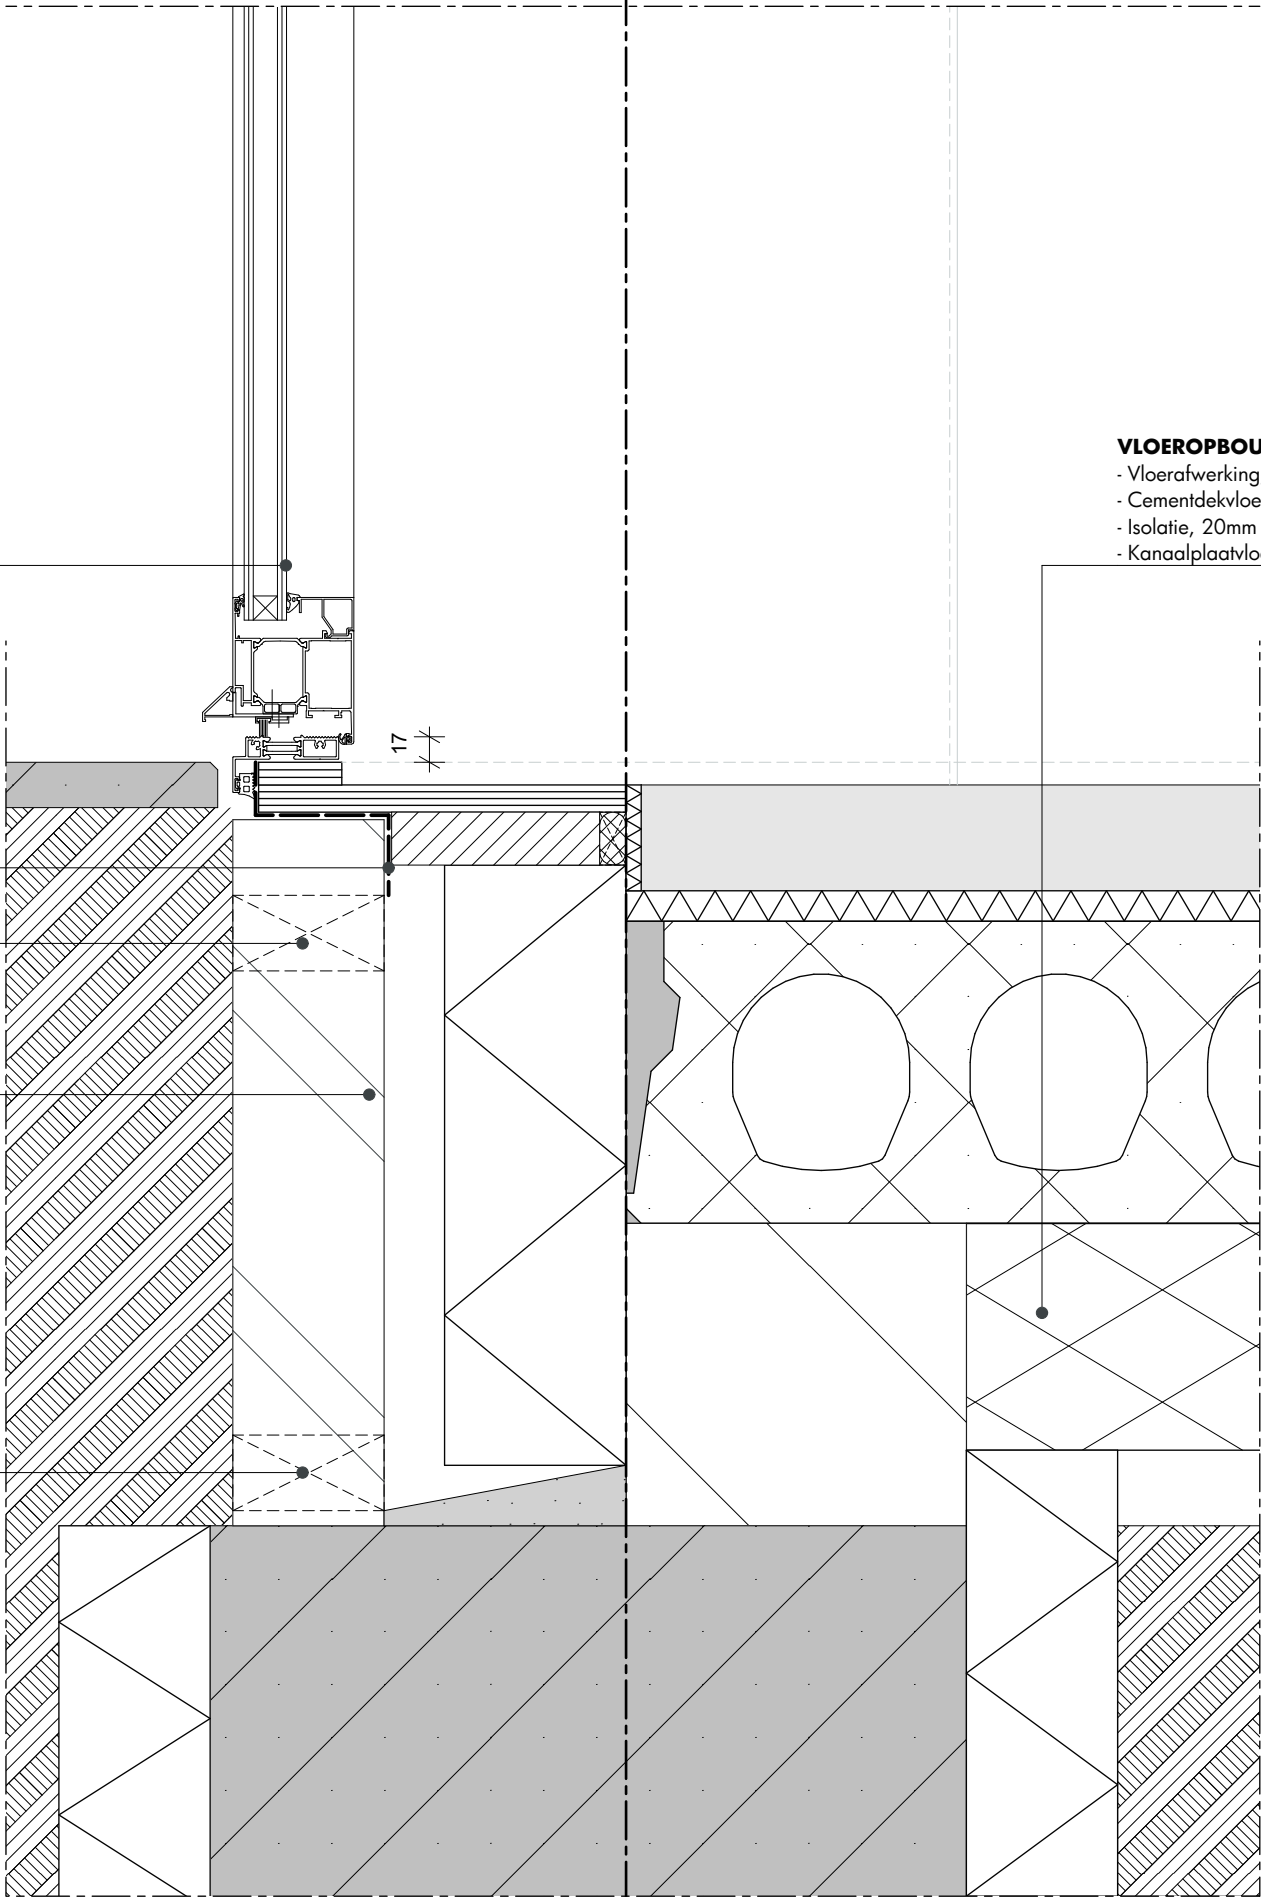 VLOEROPBOU
- Vloerafwerking
- Cementdekvloe
- Isolatie, 20mm
- Kanaalplaatvlo
17